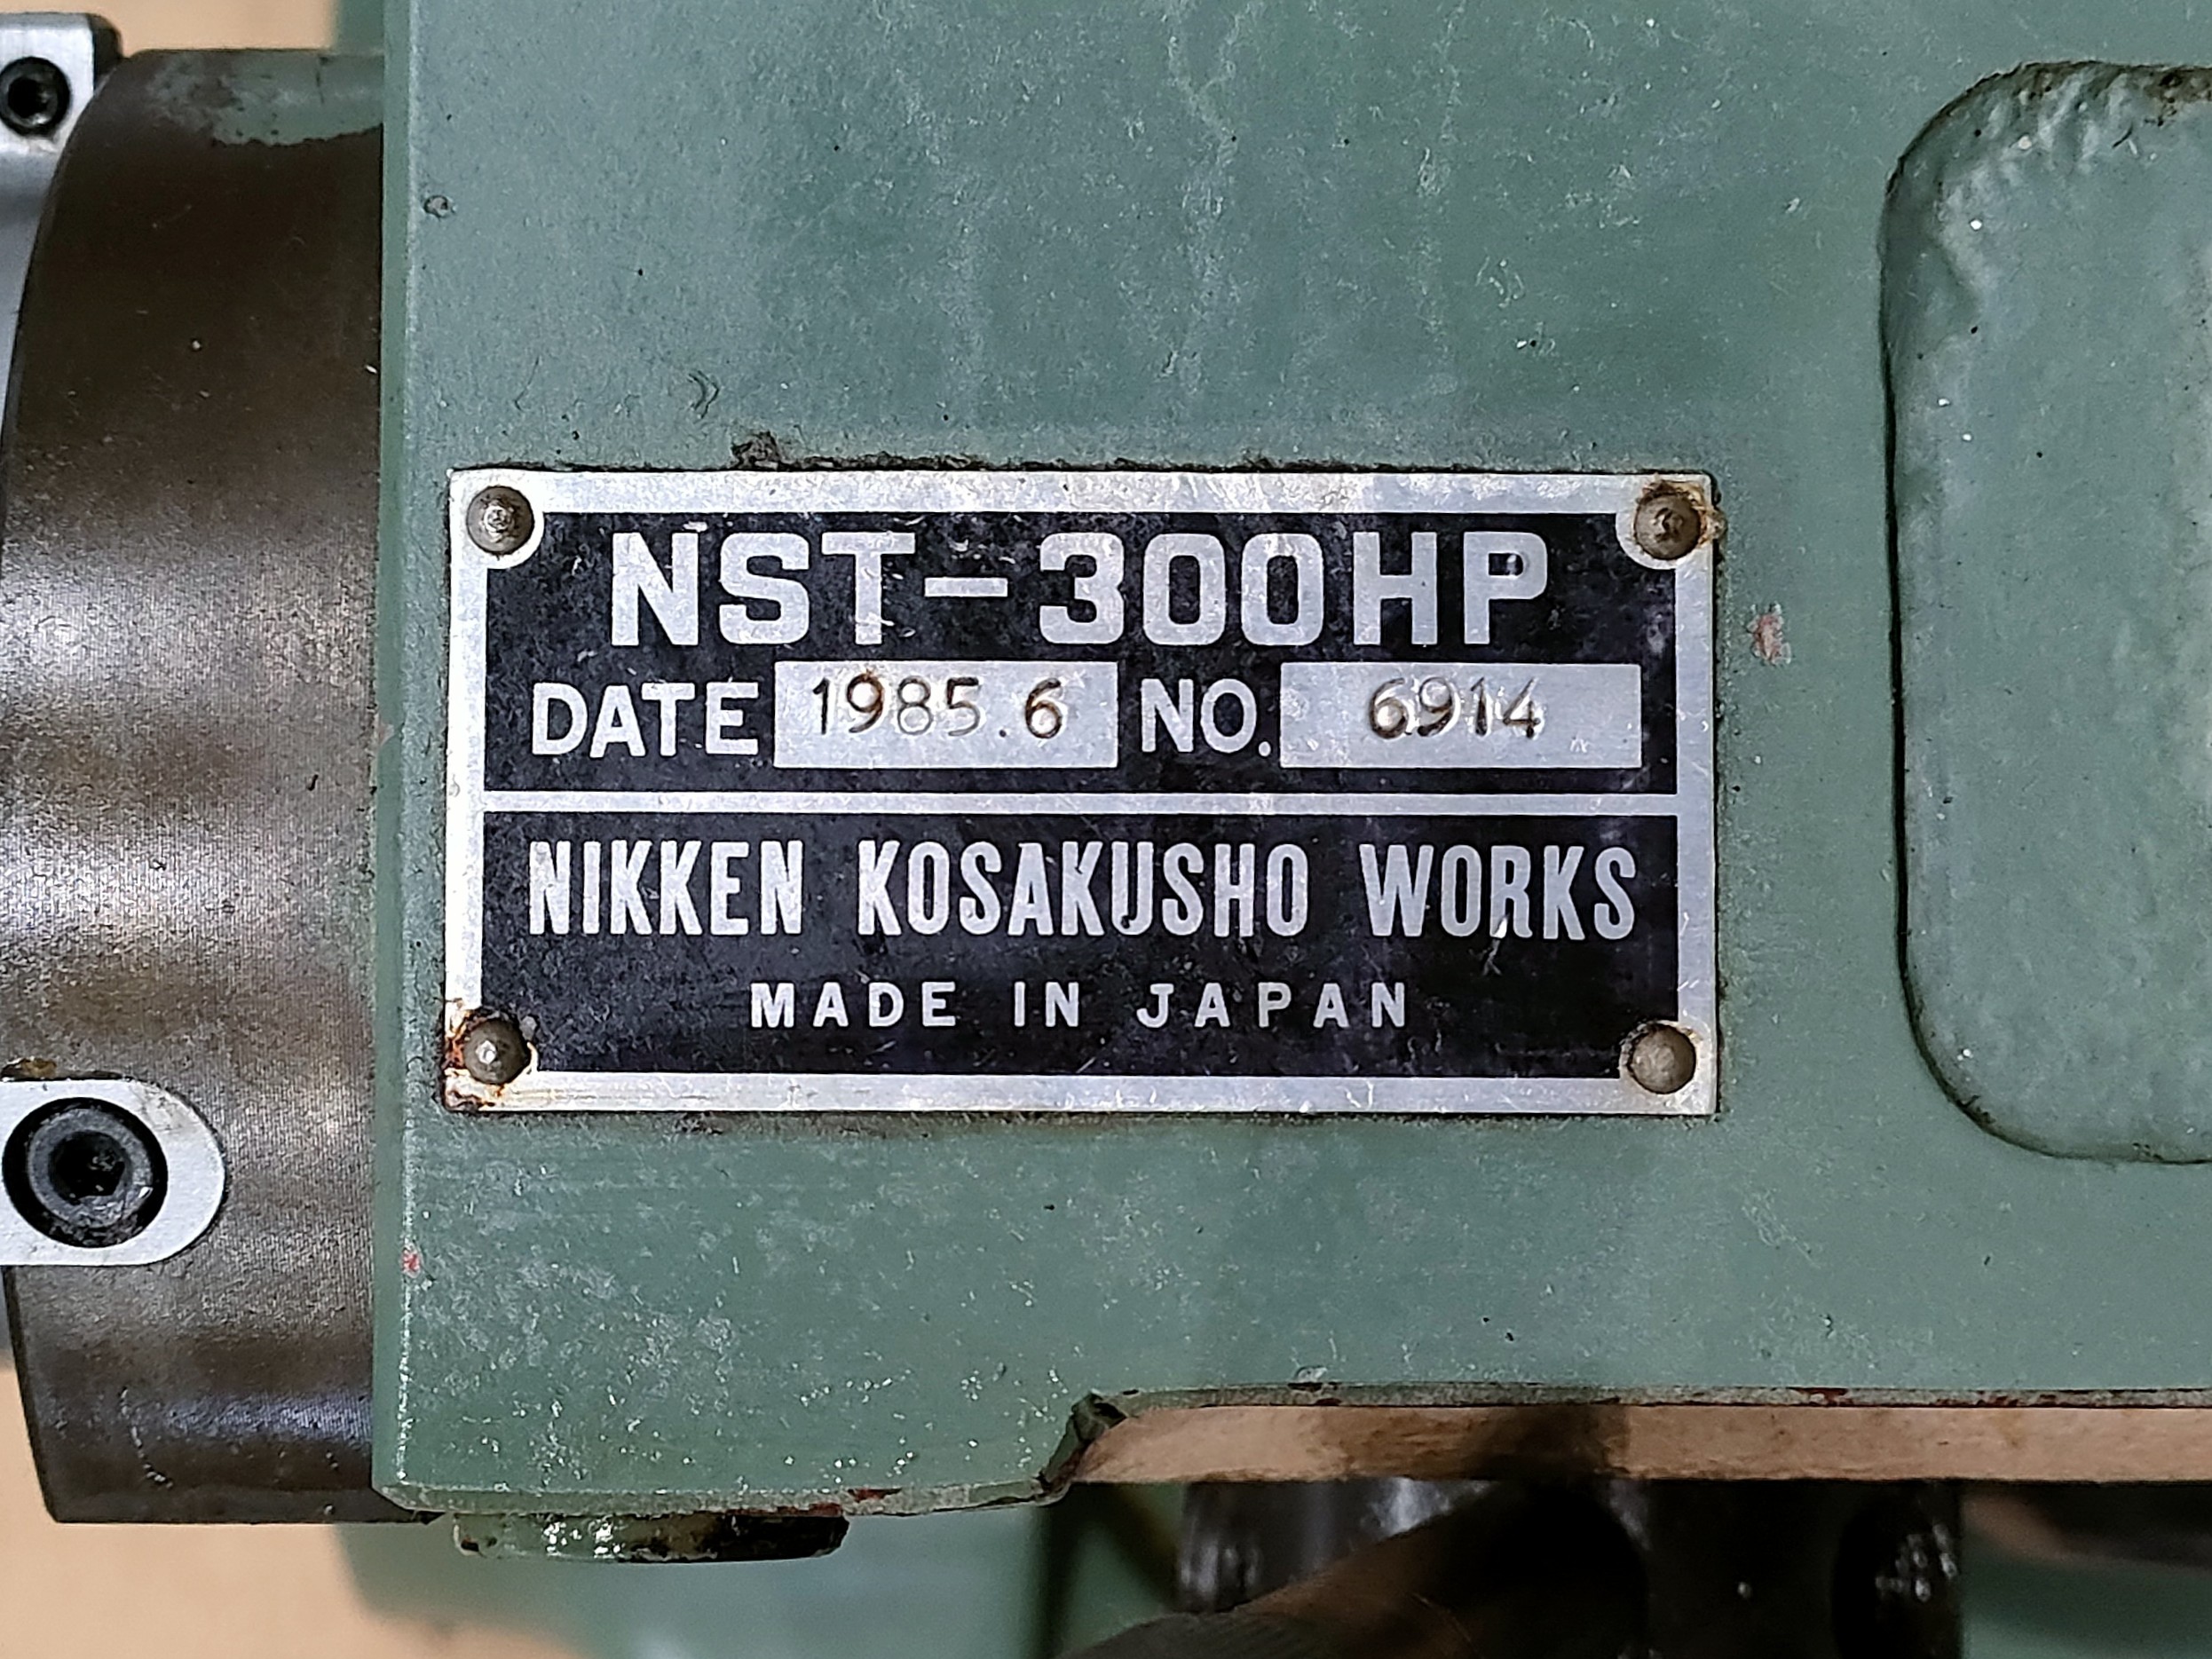 NST-300HP
DATE 1985.6 NO. 6914
NIKKEN KOSAKUSHO WORKS
MADE IN JAPAN